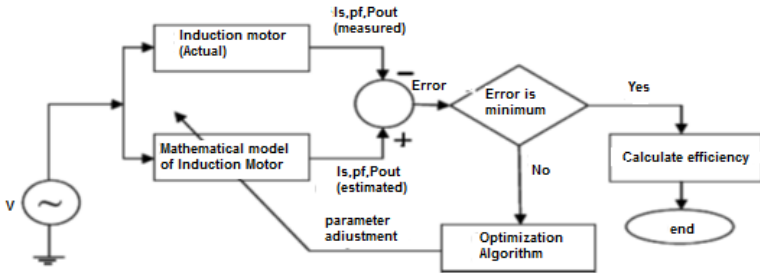 Is,pf,Pout
(measured)
Induction motor
(Actual)
Error
Error is
minimum
Yes
Mathematical model
of Induction Motor
Is,pf,Pout
(estimated)
No
Calculate efficiency
V
parameter
adiustment
Optimization
Algorithm
end